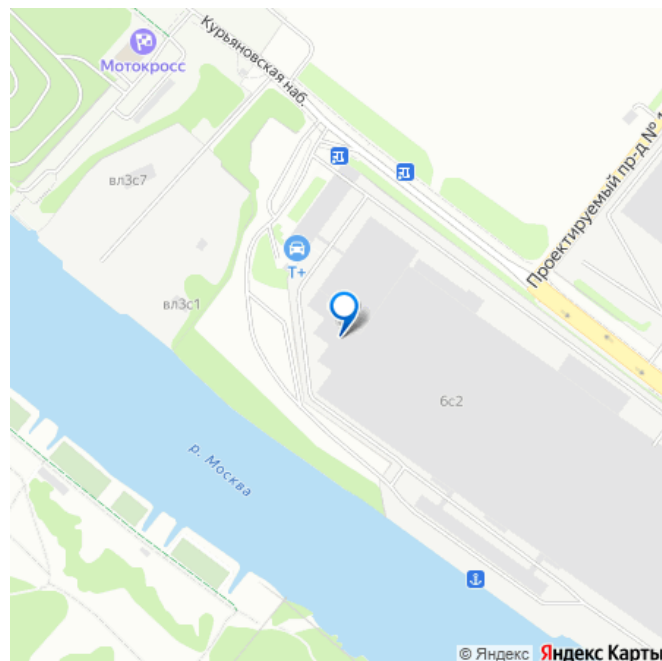 Курьяновская наб.
Мотокросс
вл3с7
Проектируемый пр-д №
T+
вл3с1
6с2
р. Москва
© Яндекс Яндекс Карты